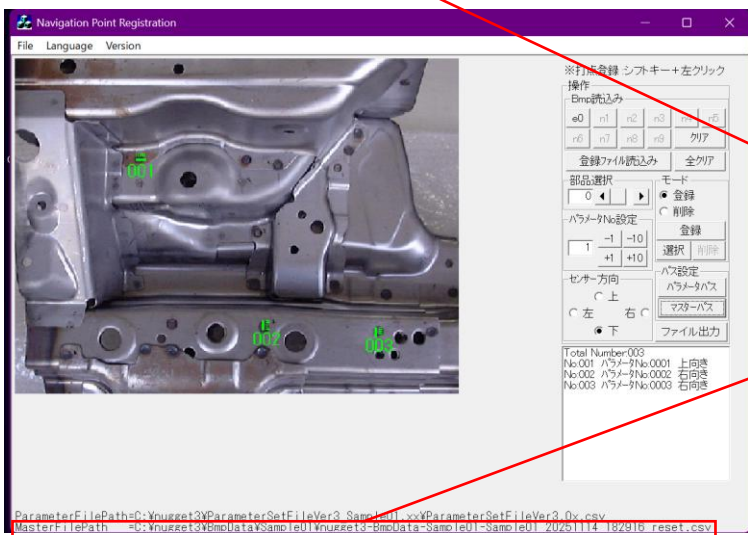 Navigation Point Registration
File Language Version
※打点登録 :シフトキー+左クリック
操作
Bmp読込み
e0 n1 n2 n3 n4 n5
n6 n7 n8 n9 クリア
登録ファイル読込み 全クリア
部品選択
0
モード
登録
削除
登録
選択 削除
パラメータNo設定
1
-1 -10
+1 +10
センサー方向
上
左 右
下
パス設定
パラメータパス
マスターパス
ファイル出力
001
002
003
Total Number:003
No:001 パラメータNo:0001 上向き
No:002 パラメータNo:0002 右向き
No:003 パラメータNo:0003 右向き
ParameterFilePath=C:¥nugget3¥ParameterSetFileVer3_Sample01.xx¥ParameterSetFileVer3.0x.csv
MasterFilePath =C:¥nugget3¥BmpData¥Sample01¥nugget3-BmpData-Sample01-Sample01_20251114_182916_reset.csv